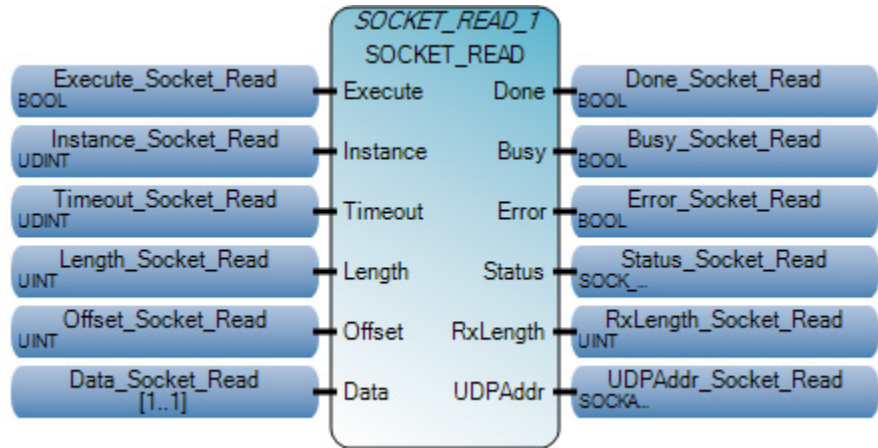 SOCKET_READ_1
SOCKET_READ
Execute_Socket_Read
BOOL
Execute
Done
Done_Socket_Read
BOOL
Instance_Socket_Read
UDINT
Instance
Busy
Busy_Socket_Read
BOOL
Timeout_Socket_Read
UDINT
Timeout
Error
Error_Socket_Read
BOOL
Length_Socket_Read
UINT
Length
Status
Status_Socket_Read
SOCK_...
Offset_Socket_Read
UINT
Offset
RxLength
RxLength_Socket_Read
UINT
Data_Socket_Read
[1..1]
Data
UDPAddr
UDPAddr_Socket_Read
SOCKA...